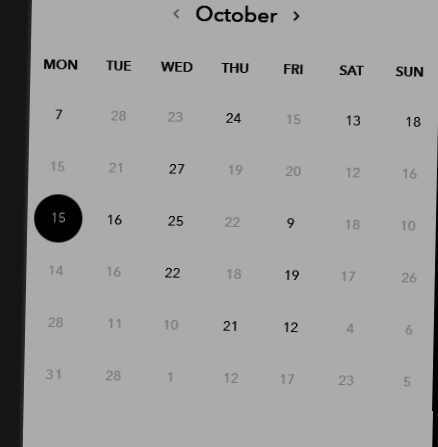 < October >
MON TUE WED THU FRI SAT SUN
7 28 23 24 15 13 18
15 21 27 19 20 12 16
15 16 25 22 9 18 10
14 16 22 18 19 17 26
28 11 10 21 12 4 6
31 28 1 12 17 23 5